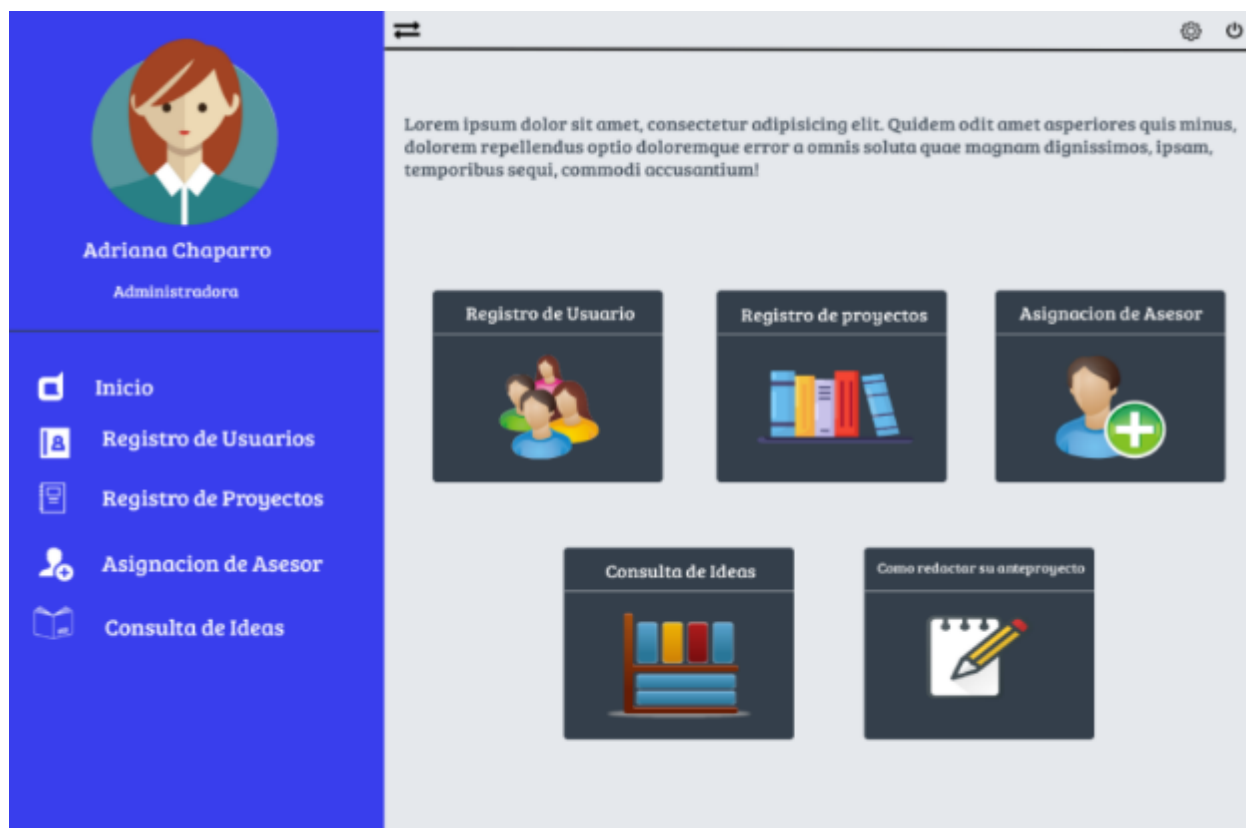 Adriana Chaparro
Administradora
Inicio
Registro de Usuarios
Registro de Proyectos
Asignacion de Asesor
Consulta de Ideas
Lorem ipsum dolor sit amet, consectetur adipisicing elit. Quidem odit amet asperiores quis minus,
dolorem repellendus optio doloremque error a omnis soluta quae magnam dignissimos, ipsam,
temporibus sequi, commodi accusantium!
Registro de Usuario
Registro de proyectos
Asignacion de Asesor
Consulta de Ideas
Como redactar su anteproyecto